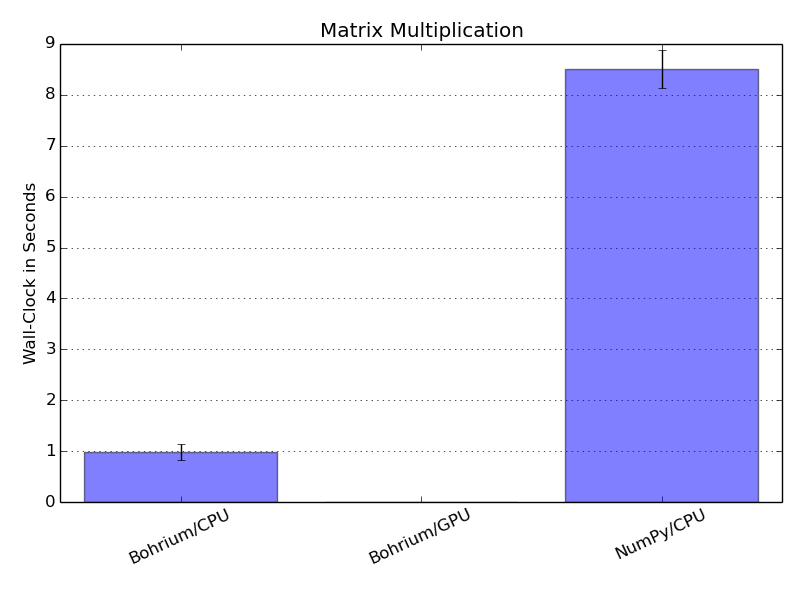 Matrix Multiplication
Wall-Clock in Seconds
9
8
7
6
5
4
3
2
1
0
Bohrium/CPU
Bohrium/GPU
NumPy/CPU